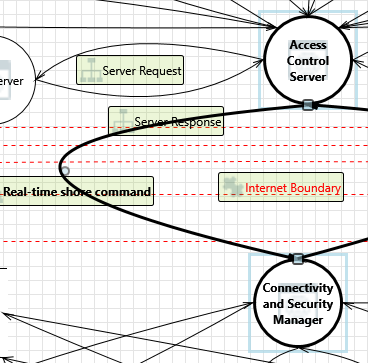 Access
Control
Server
erver
Server Request
Server Response
Real-time shore command
Internet Boundary
Connectivity
and Security
Manager